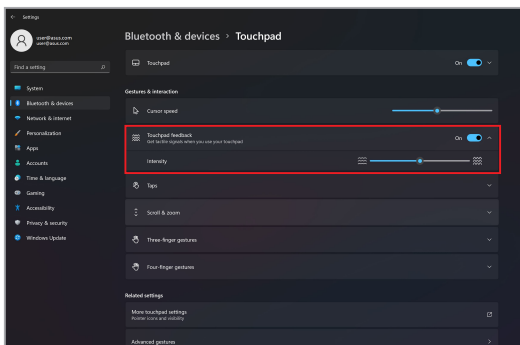 Settings
user@asus.com
user@asus.com
Find a setting
System
Bluetooth & devices
Network & internet
Personalization
Apps
Accounts
Time & language
Gaming
Accessibility
Privacy & security
Windows Update
Bluetooth & devices > Touchpad
Touchpad
On
Gestures & interaction
Cursor speed
Touchpad feedback
Get tactile signals when you use your touchpad
On
Intensity
Taps
Scroll & zoom
Three-finger gestures
Four-finger gestures
Related settings
More touchpad settings
Pointer icons and visibility
Advanced gestures